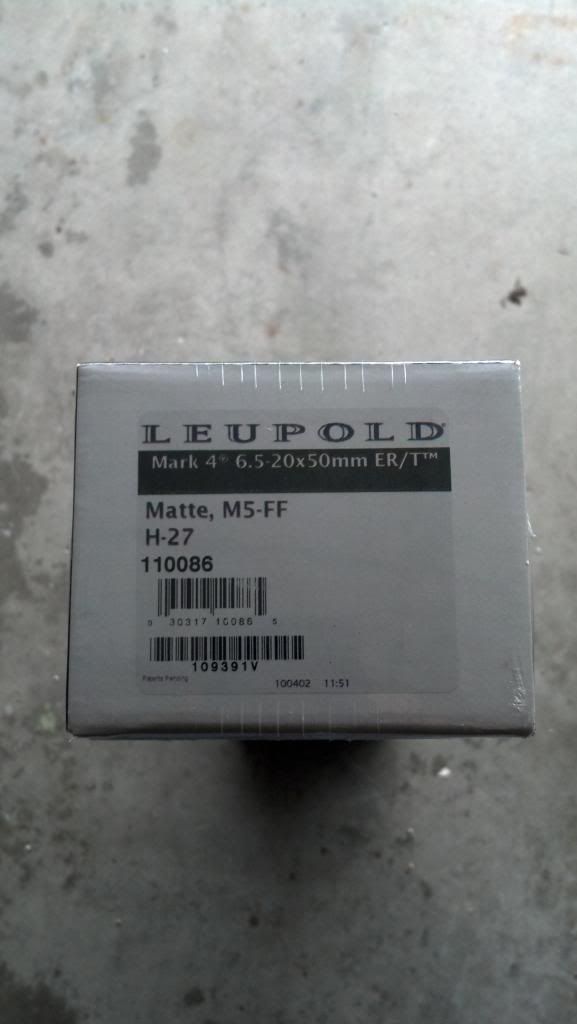 LEUPOLD
Mark 4® 6.5-20x50mm ER/T™
Matte, M5-FF
H-27
110086
0 30317 10086 5
109391V
Patents Pending
100402 11:51